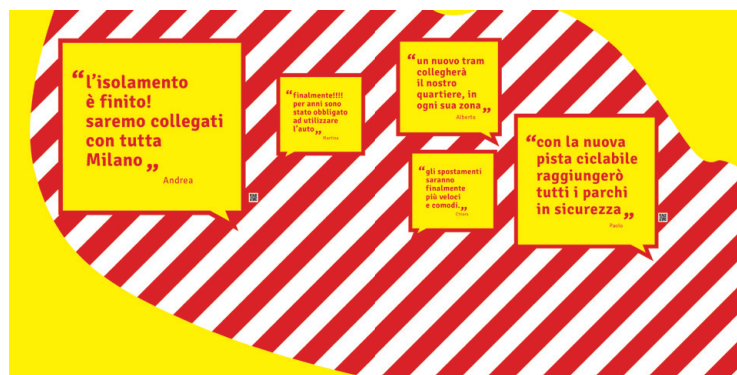 “l’isolamento
è finito!
saremo collegati
con tutta
Milano„
Andrea
“finalmente!!!!
per anni sono
stato obbligato
ad utilizzare
l’auto„
“un nuovo tram
collegherà
il nostro
quartiere, in
ogni sua zona„
Alberto
“gli spostamenti
saranno
finalmente
più veloci
e comodi.„
“con la nuova
pista ciclabile
raggiungerò
tutti i parchi
in sicurezza„
Paolo